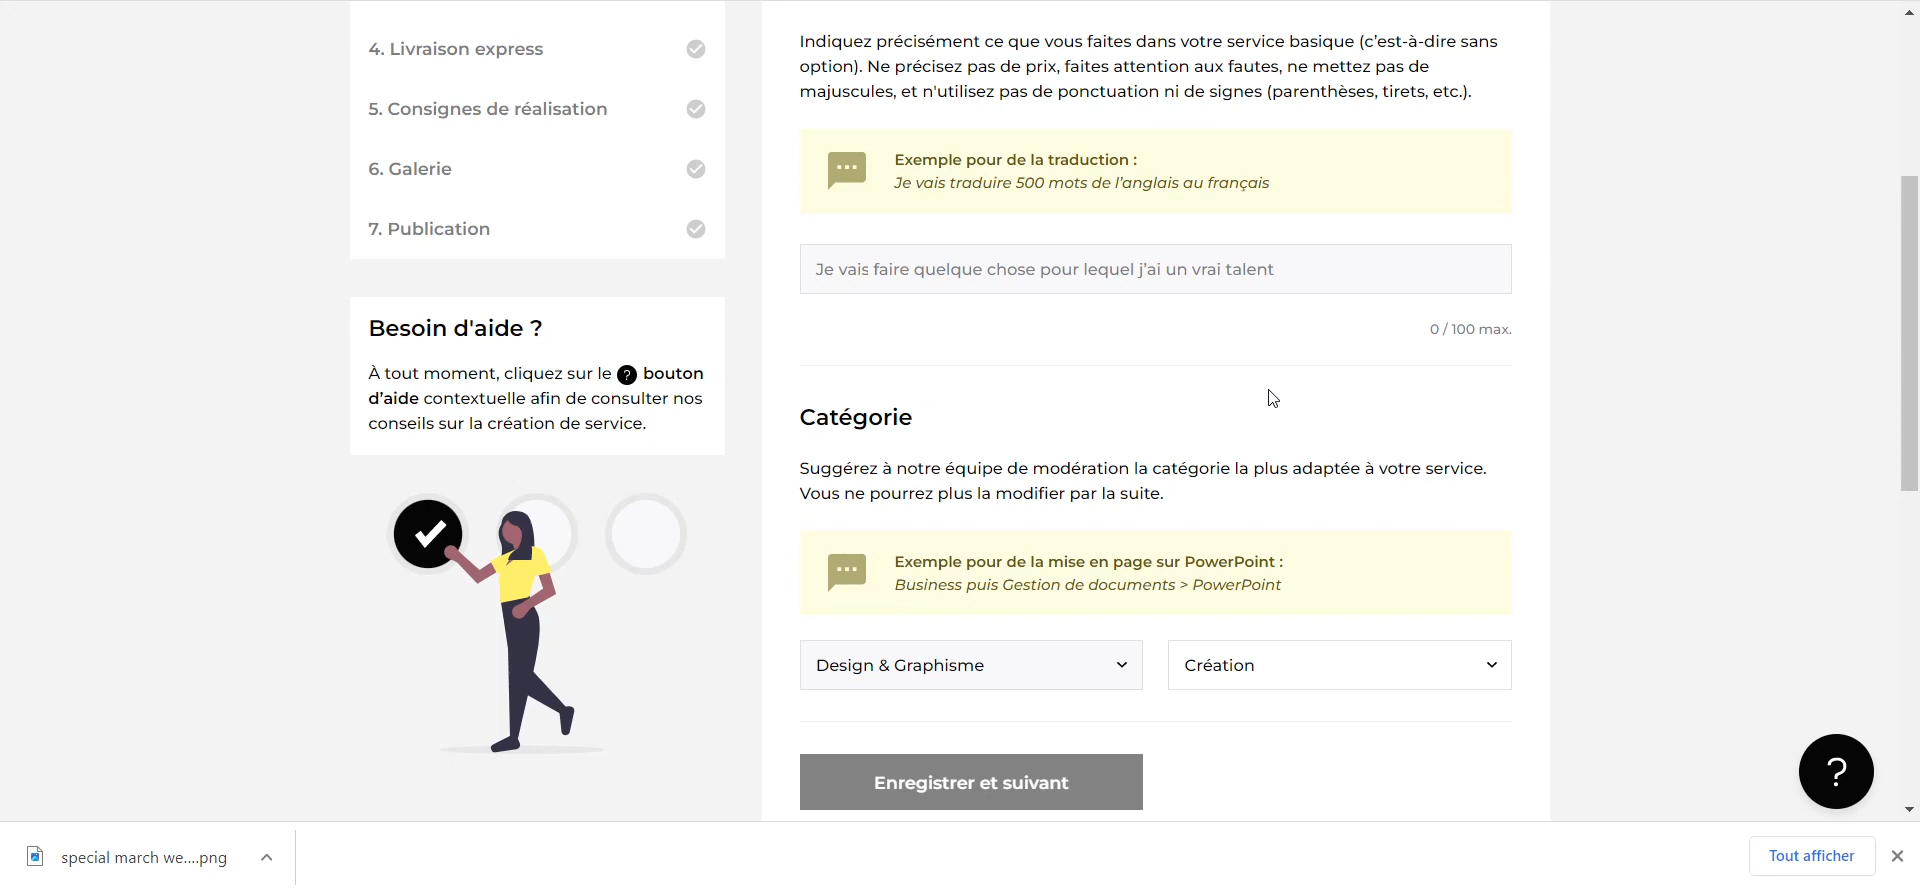 4. Livraison express
5. Consignes de réalisation
6. Galerie
7. Publication
Besoin d'aide ?
À tout moment, cliquez sur le ? bouton
d’aide contextuelle afin de consulter nos
conseils sur la création de service.
Indiquez précisément ce que vous faites dans votre service basique (c’est-à-dire sans
option). Ne précisez pas de prix, faites attention aux fautes, ne mettez pas de
majuscules, et n'utilisez pas de ponctuation ni de signes (parenthèses, tirets, etc.).
Exemple pour de la traduction :
Je vais traduire 500 mots de l’anglais au français
Je vais faire quelque chose pour lequel j’ai un vrai talent
0 / 100 max.
Catégorie
Suggérez à notre équipe de modération la catégorie la plus adaptée à votre service.
Vous ne pourrez plus la modifier par la suite.
Exemple pour de la mise en page sur PowerPoint :
Business puis Gestion de documents > PowerPoint
Design & Graphisme
Création
Enregistrer et suivant
?
special march we....png
Tout afficher